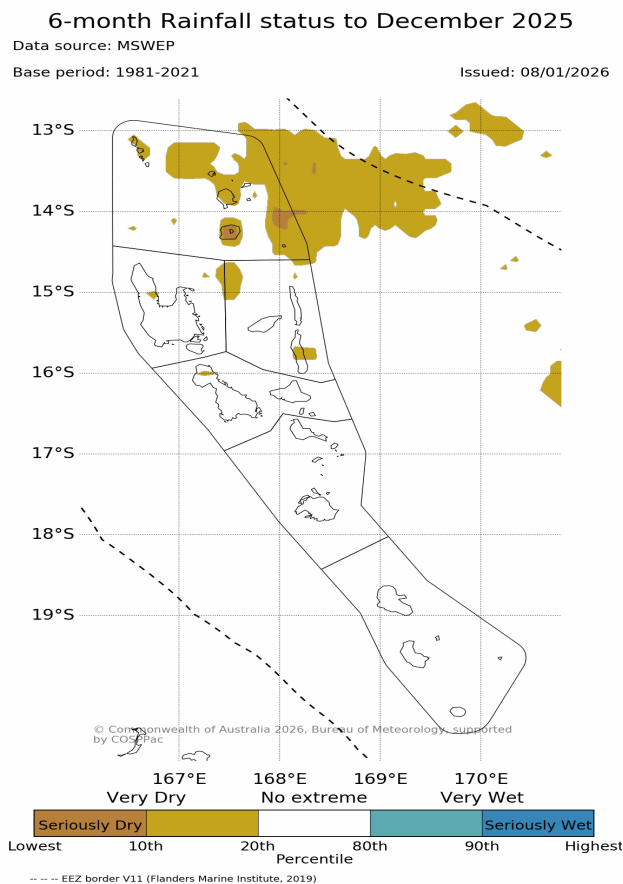 6-month Rainfall status to December 2025
Data source: MSWEP
Base period: 1981-2021
Issued: 08/01/2026
13°S
14°S
15°S
16°S
17°S
18°S
19°S
© Commonwealth of Australia 2026, Bureau of Meteorology, supported
by COSPPac
167°E 168°E 169°E 170°E
Very Dry No extreme Very Wet
Seriously Dry Seriously Wet
Lowest 10th 20th 80th 90th Highest
Percentile
-- -- -- EEZ border V11 (Flanders Marine Institute, 2019)